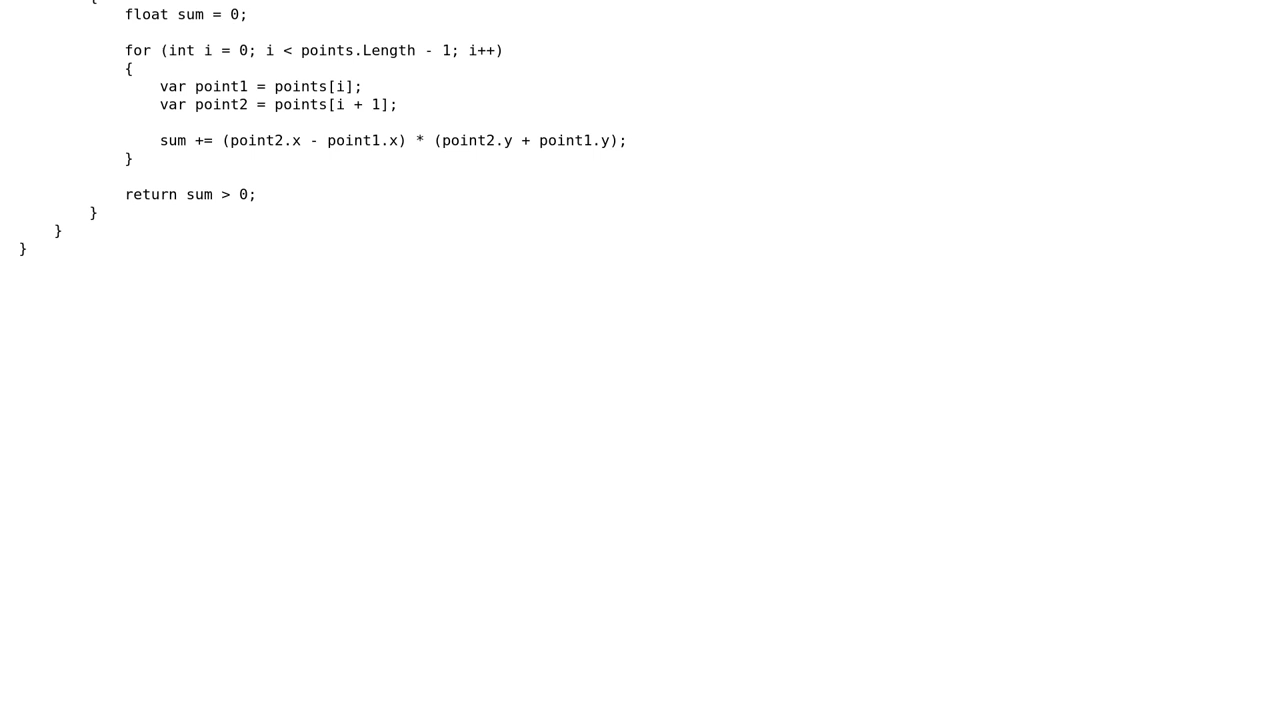 {
float sum = 0;
for (int i = 0; i < points.Length - 1; i++)
{
var point1 = points[i];
var point2 = points[i + 1];
sum += (point2.x - point1.x) * (point2.y + point1.y);
}
return sum > 0;
}
}
}